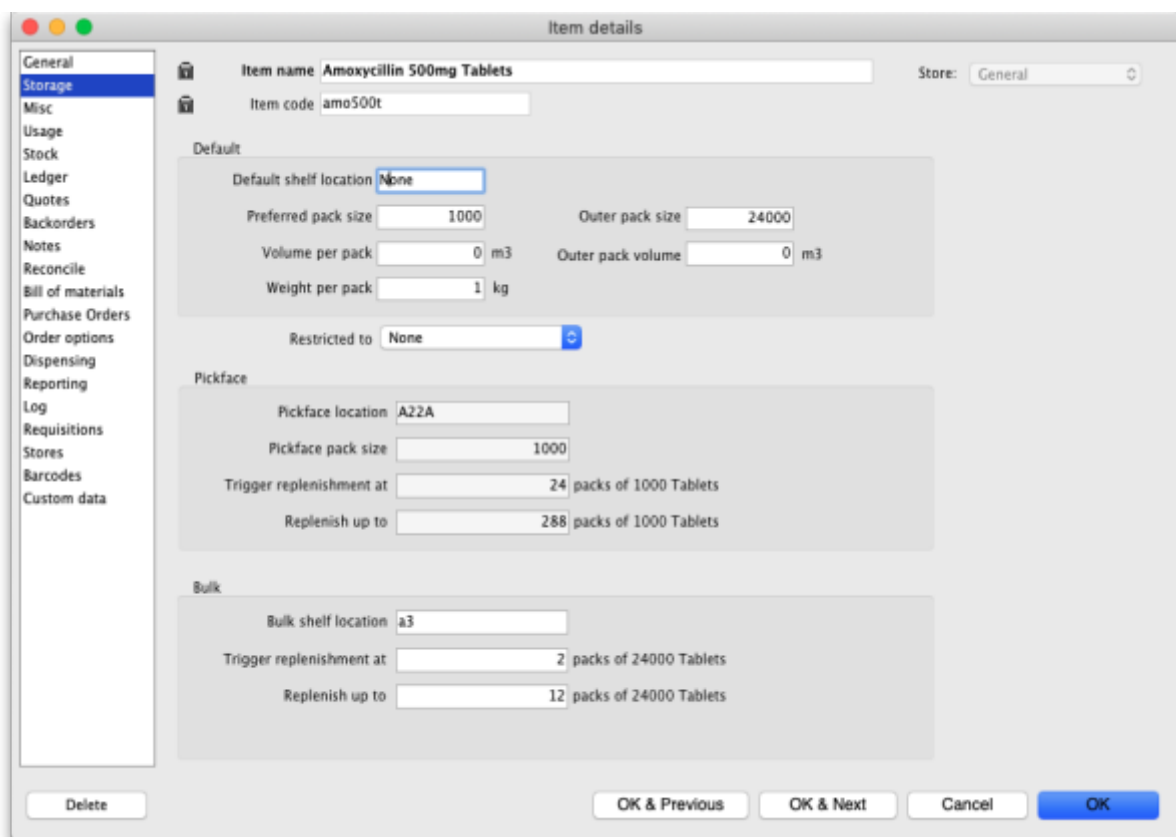 Item details
General
Storage
Misc
Usage
Stock
Ledger
Quotes
Backorders
Notes
Reconcile
Bill of materials
Purchase Orders
Order options
Dispensing
Reporting
Log
Requisitions
Stores
Barcodes
Custom data
Item name Amoxycillin 500mg Tablets Store: General
Item code amo500t
Default
Default shelf location None
Preferred pack size 1000 Outer pack size 24000
Volume per pack 0 m3 Outer pack volume 0 m3
Weight per pack 1 kg
Restricted to None
Pickface
Pickface location A22A
Pickface pack size 1000
Trigger replenishment at 24 packs of 1000 Tablets
Replenish up to 288 packs of 1000 Tablets
Bulk
Bulk shelf location a3
Trigger replenishment at 2 packs of 24000 Tablets
Replenish up to 12 packs of 24000 Tablets
Delete OK & Previous OK & Next Cancel OK